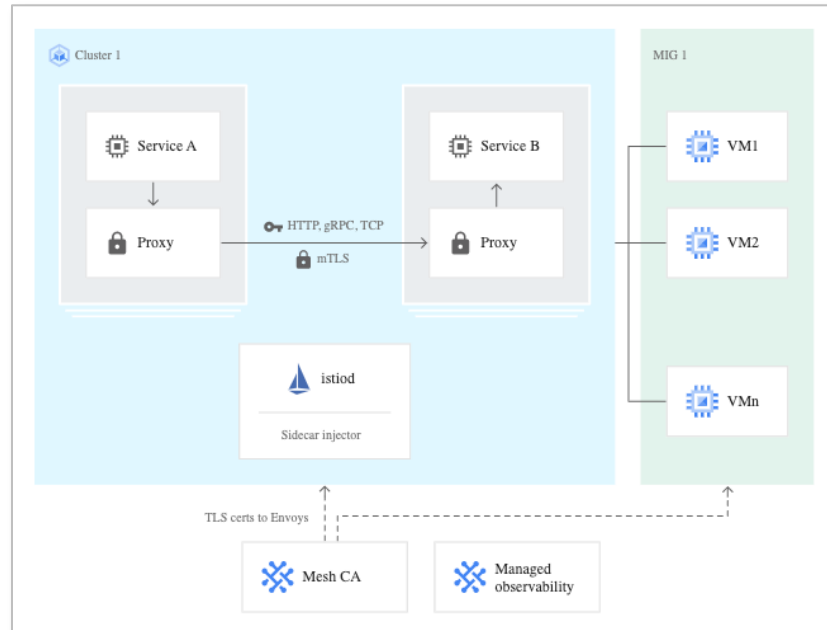 Cluster 1
MIG 1
Service A
Service B
VM1
HTTP, gRPC, TCP
Proxy
Proxy
VM2
mTLS
istiod
VMn
Sidecar injector
TLS certs to Envoys
Mesh CA
Managed
observability